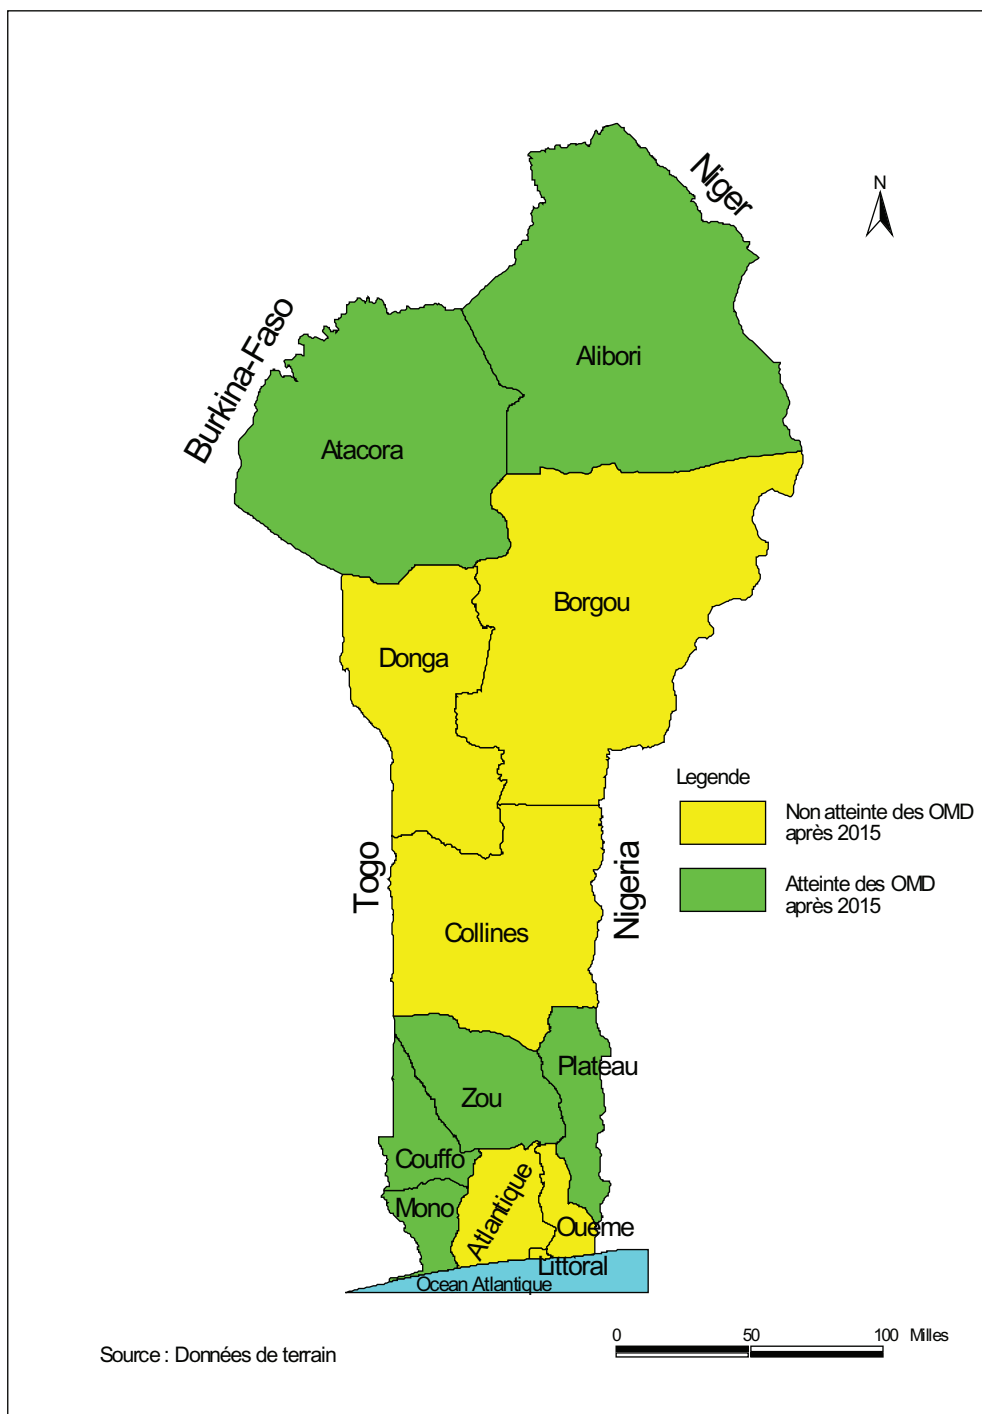 Niger
N
Burkina-Faso
Alibori
Atacora
Borgou
Donga
Legende
Non atteinte des OMD
après 2015
Togo
Nigeria
Atteinte des OMD
après 2015
Collines
Plateau
Zou
Couffo
Atlantique
Mono
Oueme
Littoral
Ocean Atlantique
0 50 100 Milles
Source : Données de terrain